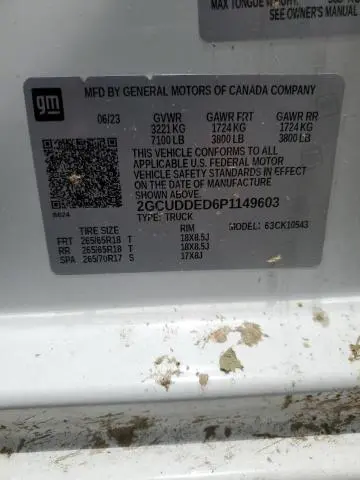 MAX TONGUE WEIGHT:
SEE OWNER'S MANUAL
gm
MFD BY GENERAL MOTORS OF CANADA COMPANY
06/23 GVWR GAWR FRT GAWR RR
3221 KG 1724 KG 1724 KG
7100 LB 3800 LB 3800 LB
THIS VEHICLE CONFORMS TO ALL
APPLICABLE U.S. FEDERAL MOTOR
VEHICLE SAFETY STANDARDS IN EFFECT
ON THE DATE OF MANUFACTURE
SHOWN ABOVE
2GCUDDED6P1149603
TYPE: TRUCK MODEL: 63CK10543
TIRE SIZE RIM
FRT 265/65R18 T 18X8.5J
RR 265/65R18 T 18X8.5J
SPA 265/70R17 S 17X8J